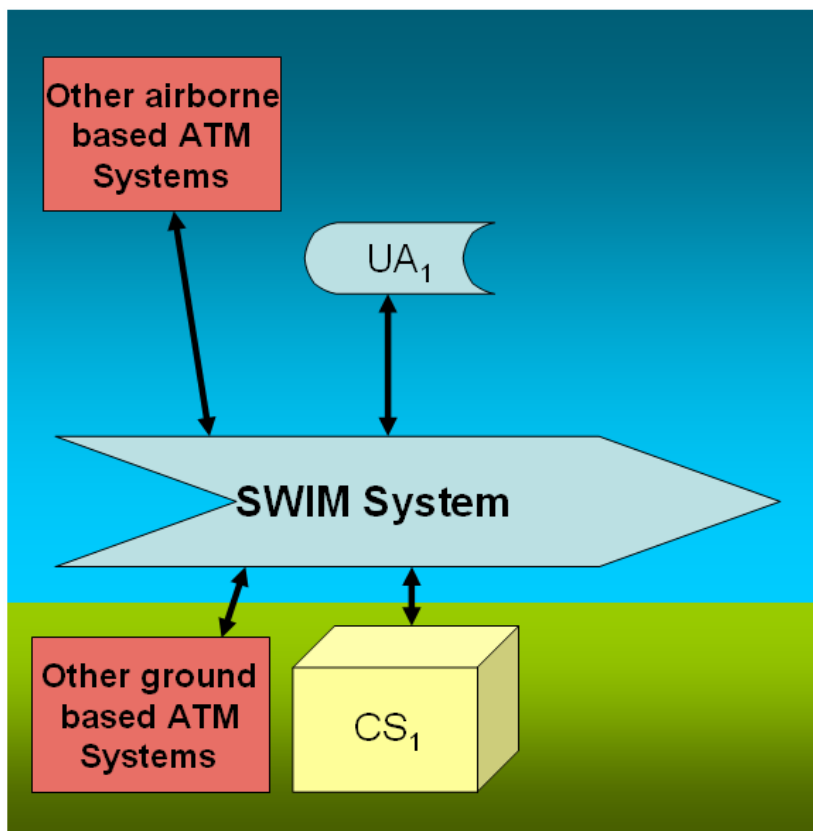 Other airborne
based ATM
Systems
UA₁
SWIM System
Other ground
based ATM
Systems
CS₁